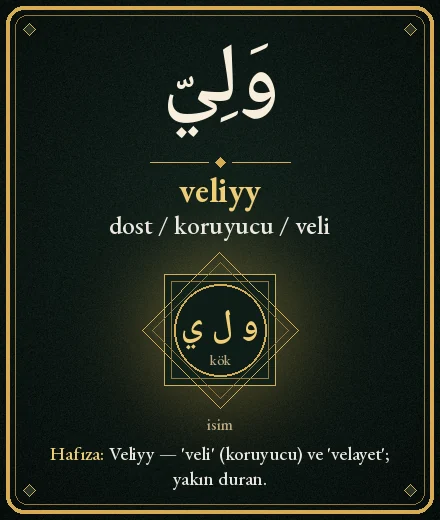 وَلِيّ
veliyy
dost / koruyucu / veli
و ل ي
kök
isim
Hafıza: Veliyy — 'veli' (koruyucu) ve 'velayet';
yakın duran.